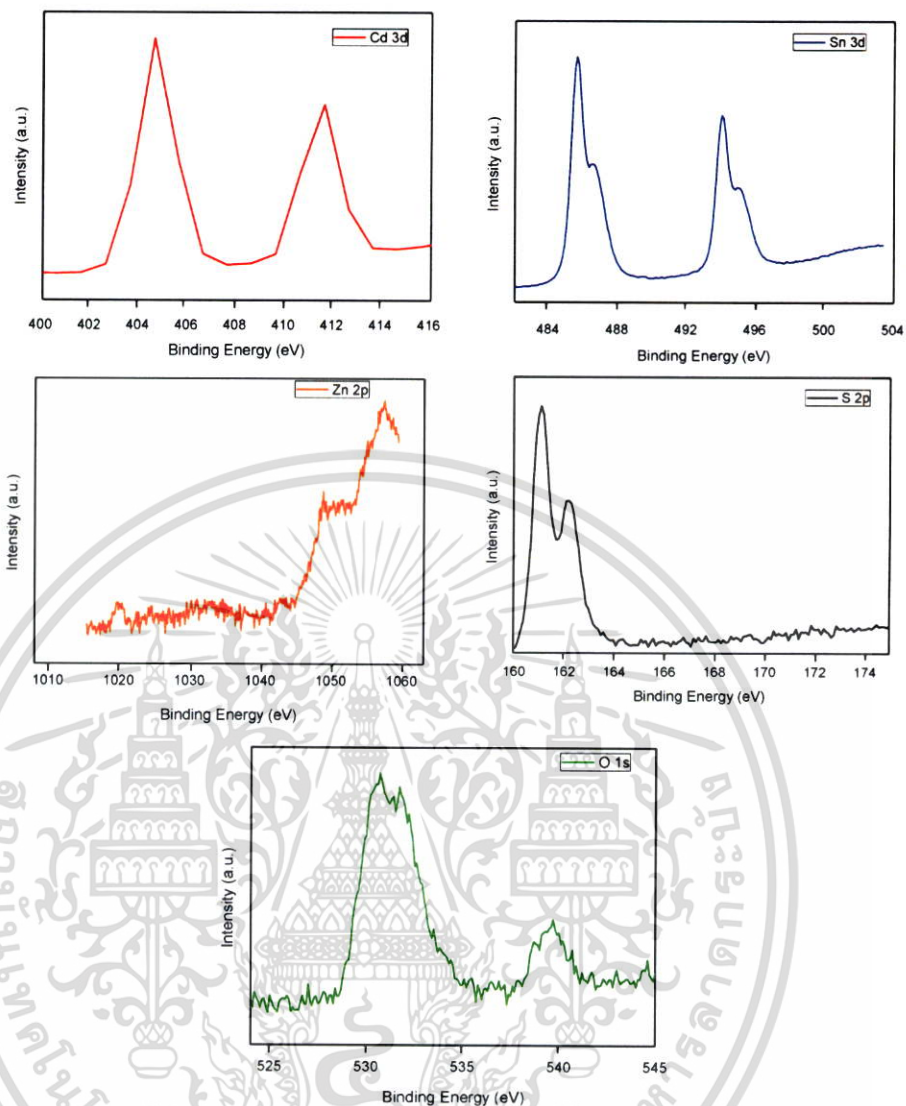 Cd 3d
Intensity (a.u.)
400 402 404 406 408 410 412 414 416
Binding Energy (eV)
Sn 3d
Intensity (a.u.)
484 488 492 496 500 504
Binding Energy (eV)
Zn 2p
Intensity (a.u.)
1010 1020 1030 1040 1050 1060
Binding Energy (eV)
S 2p
Intensity (a.u.)
160 162 164 166 168 170 172 174
Binding Energy (eV)
O 1s
Intensity (a.u.)
525 530 535 540 545
Binding Energy (eV)